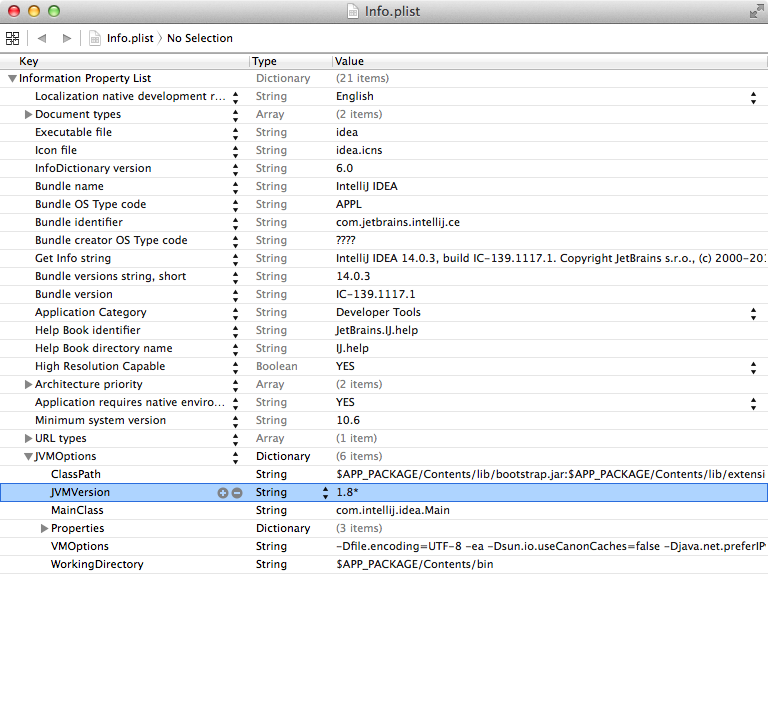 Info.plist
Info.plist No Selection
Key Type Value
Information Property List Dictionary (21 items)
Localization native development r... String English
Document types Array (2 items)
Executable file String idea
Icon file String idea.icns
InfoDictionary version String 6.0
Bundle name String IntelliJ IDEA
Bundle OS Type code String APPL
Bundle identifier String com.jetbrains.intellij.ce
Bundle creator OS Type code String ????
Get Info string String IntelliJ IDEA 14.0.3, build IC-139.1117.1. Copyright JetBrains s.r.o., (c) 2000-20
Bundle versions string, short String 14.0.3
Bundle version String IC-139.1117.1
Application Category String Developer Tools
Help Book identifier String JetBrains.IJ.help
Help Book directory name String IJ.help
High Resolution Capable Boolean YES
Architecture priority Array (2 items)
Application requires native enviro... String YES
Minimum system version String 10.6
URL types Array (1 item)
JVMOptions Dictionary (6 items)
ClassPath String $APP_PACKAGE/Contents/lib/bootstrap.jar:$APP_PACKAGE/Contents/lib/extensi
JVMVersion String 1.8*
MainClass String com.intellij.idea.Main
Properties Dictionary (3 items)
VMOptions String -Dfile.encoding=UTF-8 -ea -Dsun.io.useCanonCaches=false -Djava.net.preferIP
WorkingDirectory String $APP_PACKAGE/Contents/bin